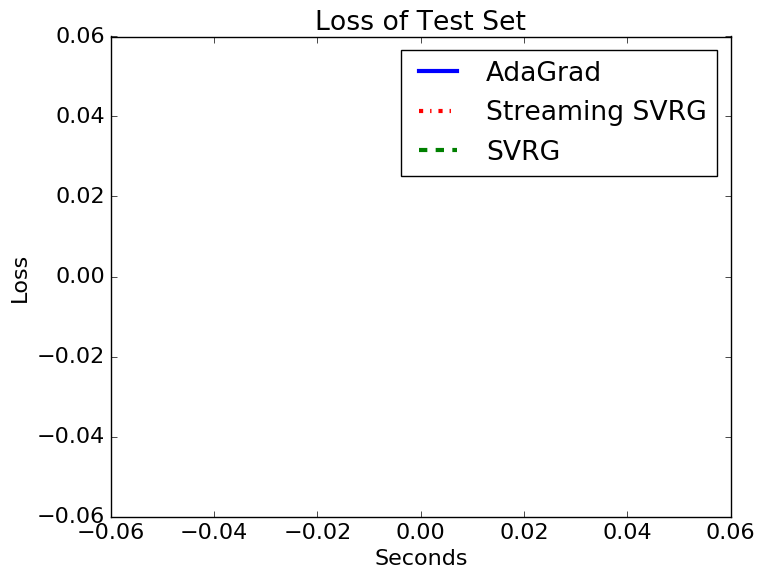 Loss of Test Set
AdaGrad
Streaming SVRG
SVRG
0.06
0.04
0.02
0.00
−0.02
−0.04
−0.06
Loss
−0.06 −0.04 −0.02 0.00 0.02 0.04 0.06
Seconds